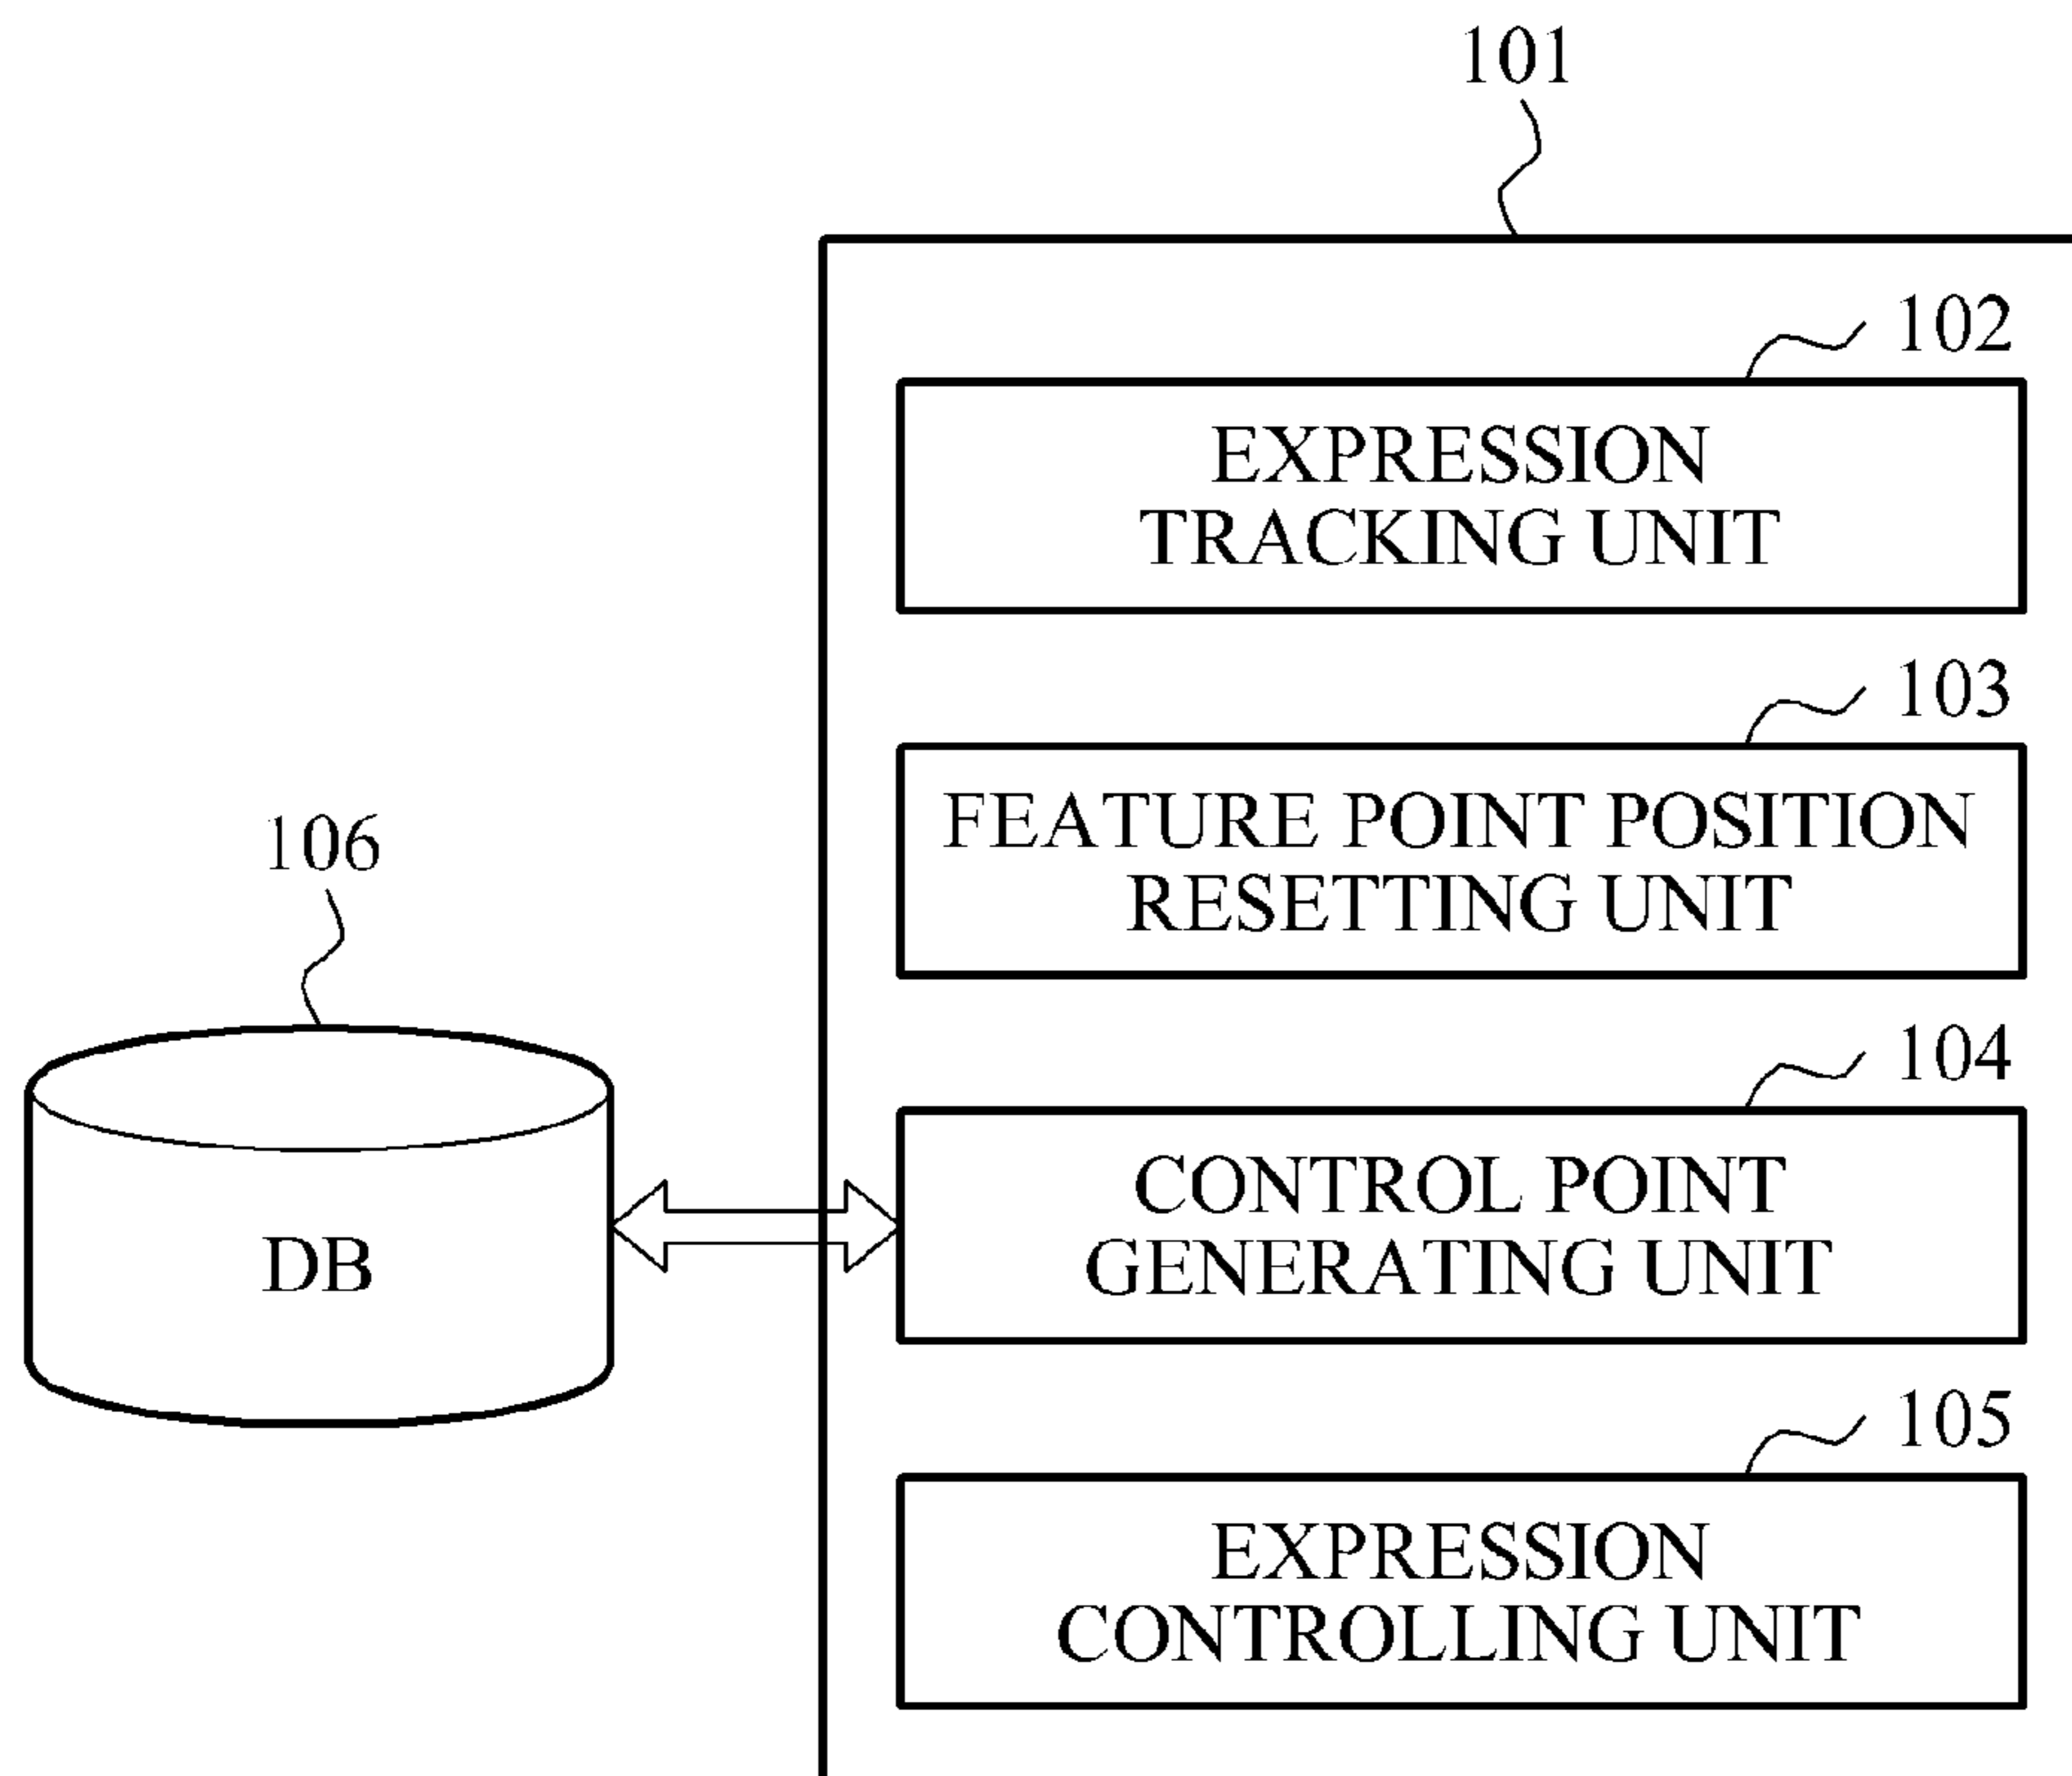 101
102
EXPRESSION
TRACKING UNIT
103
FEATURE POINT POSITION
RESETTING UNIT
106
DB
104
CONTROL POINT
GENERATING UNIT
105
EXPRESSION
CONTROLLING UNIT